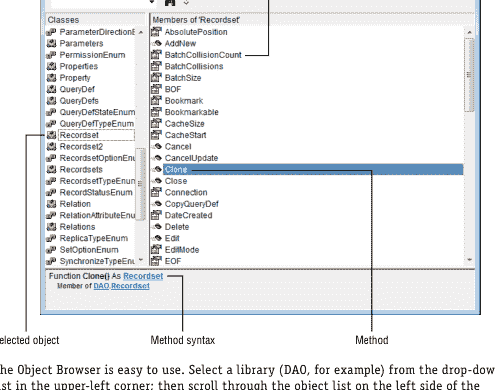 Classes
Members of 'Recordset'
Parameters
PermissionEnum
Properties
Property
QueryDef
QueryDefs
QueryDefStateEnum
QueryDefTypeEnum
Recordset
Recordset2
RecordsetOptionEnu
Recordsets
RecordsetTypeEnum
RecordStatusEnum
Relation
RelationAttributeEnu
Relations
ReplicaTypeEnum
SetOptionEnum
AbsolutePosition
AddNew
BatchCollisionCount
BatchCollisions
BatchSize
BOF
Bookmark
Bookmarkable
CacheSize
CacheStart
Cancel
CancelUpdate
Clone
Close
Connection
CopyQueryDef
DateCreated
Delete
Edit
EditMode
EOF
Function Clone() As Recordset
Member of DAO.Recordset
elected object
Method syntax
Method
he Object Browser is easy to use. Select a library (DAO, for example) from the drop-dow
ist in the upper-left corner; then scroll through the object list on the left side of the